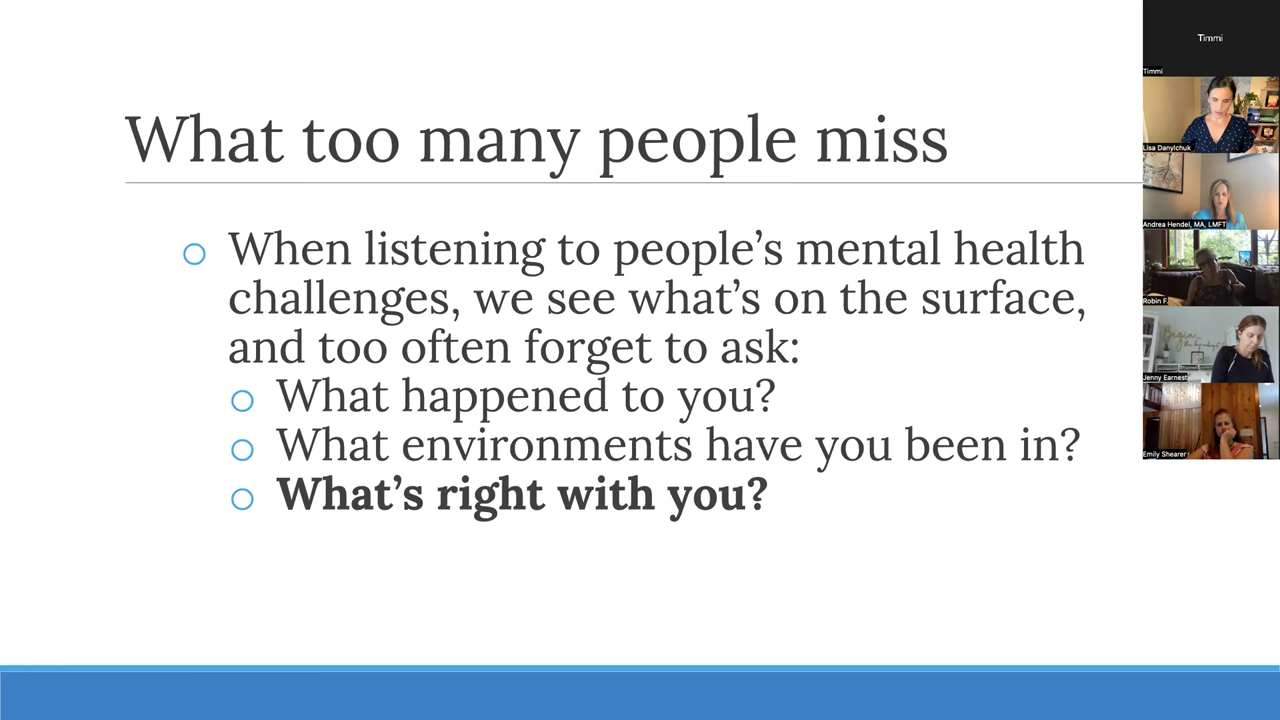 What too many people miss
When listening to people's mental health
challenges, we see what's on the surface,
and too often forget to ask:
What happened to you?
What environments have you been in?
What's right with you?
Timmi
Timmi
Lisa Danylchuk
Andrea Hendel, MA, LMFT
Robin F.
Begin...
Jenny Earnest
Emily Shearer